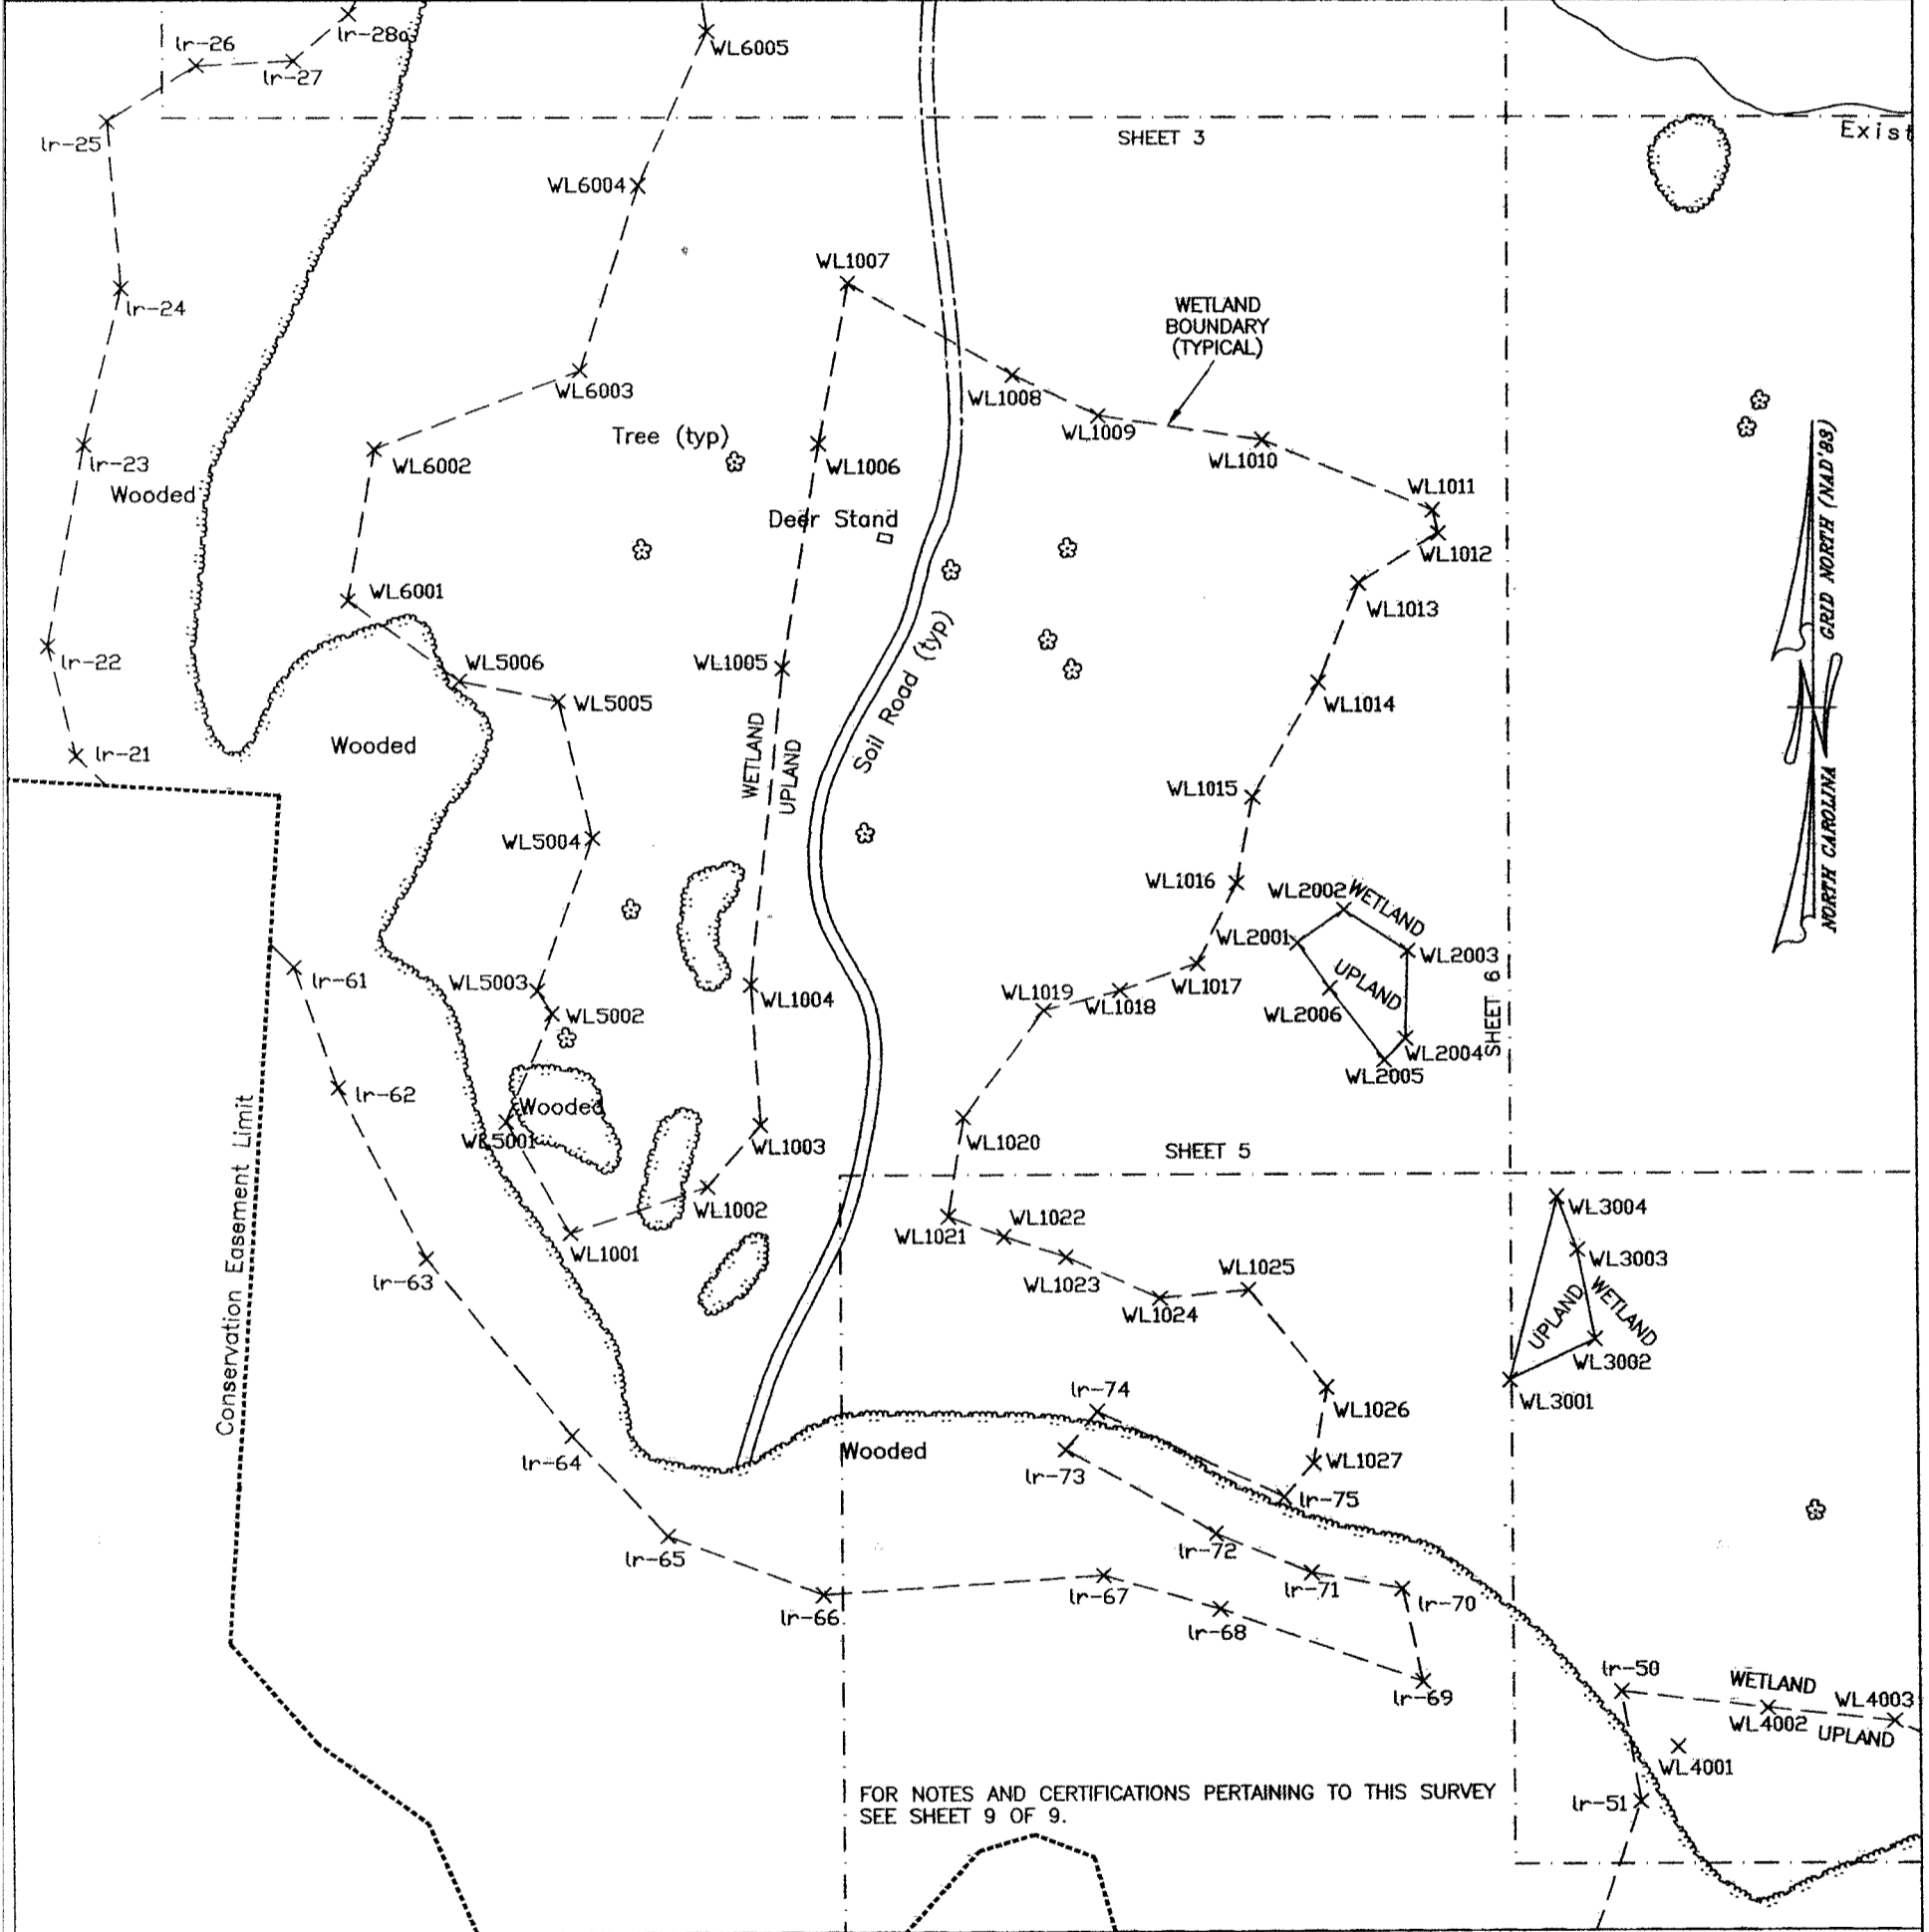 lr-28a
lr-26
WL6005
lr-27
SHEET 3
Exist
lr-25
WL6004
WL1007
lr-24
WETLAND
BOUNDARY
(TYPICAL)
WL6003
WL1008
WL1009
Tree (typ)
WL1010
lr-23
WL6002
WL1006
Wooded
WL1011
Deer Stand
WL1012
WL6001
WL1013
lr-22
WL5006
WL1005
WL5005
WL1014
Soil Road (typ)
NORTH CAROLINA GRID NORTH (NAD'83)
N
Wooded
lr-21
WETLAND
UPLAND
WL1015
WL5004
WL1016
WL2002
WETLAND
WL2001
WL2003
UPLAND
lr-61
WL5003
WL1004
WL1019
WL1018
WL1017
WL2006
SHEET 6
WL5002
WL2004
WL2005
lr-62
Wooded
WL5001
WL1003
WL1020
SHEET 5
Conservation Easement Limit
WL1002
WL3004
WL1021
WL1022
WL1001
WL3003
lr-63
WL1023
WL1025
WL1024
UPLAND
WETLAND
WL3002
lr-74
WL3001
WL1026
Wooded
lr-64
lr-73
WL1027
lr-75
lr-65
lr-72
lr-66
lr-67
lr-71
lr-70
lr-68
lr-50
lr-69
WETLAND
WL4003
WL4002
UPLAND
WL4001
lr-51
FOR NOTES AND CERTIFICATIONS PERTAINING TO THIS SURVEY
SEE SHEET 9 OF 9.